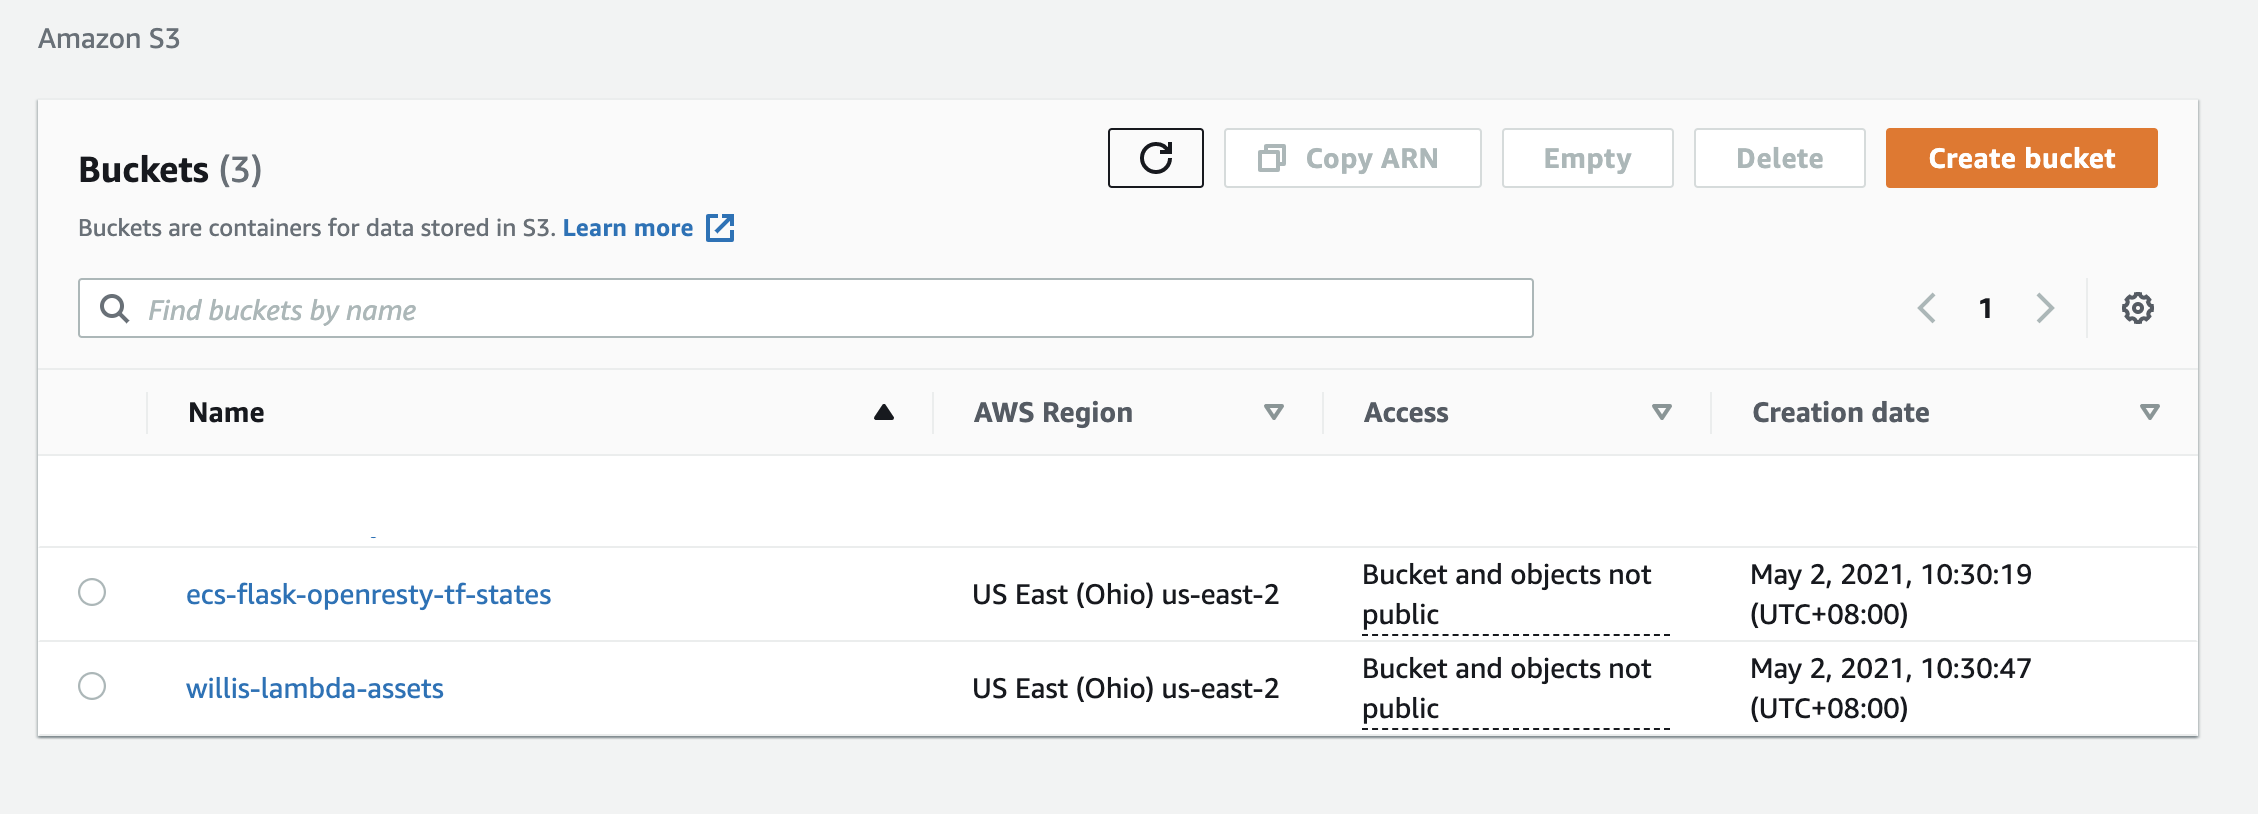 Amazon S3
Buckets (3)
Copy ARN
Empty
Delete
Create bucket
Buckets are containers for data stored in S3. Learn more
Find buckets by name
1
Name
AWS Region
Access
Creation date
ecs-flask-openresty-tf-states
US East (Ohio) us-east-2
Bucket and objects not
public
May 2, 2021, 10:30:19
(UTC+08:00)
willis-lambda-assets
US East (Ohio) us-east-2
Bucket and objects not
public
May 2, 2021, 10:30:47
(UTC+08:00)